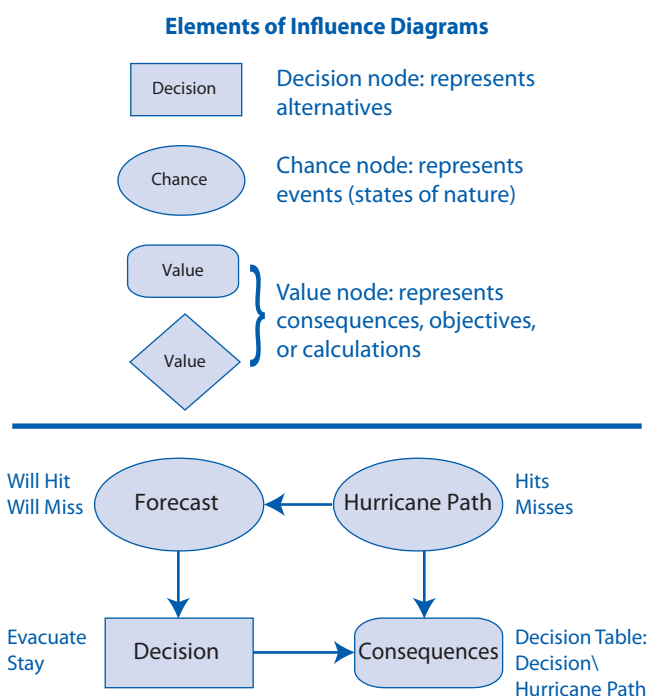 Elements of Influence Diagrams
Decision
Decision node: represents
alternatives
Chance
Chance node: represents
events (states of nature)
Value
Value
Value node: represents
consequences, objectives,
or calculations
Will Hit
Will Miss
Forecast
Hurricane Path
Hits
Misses
Evacuate
Stay
Decision
Consequences
Decision Table:
Decision\
Hurricane Path